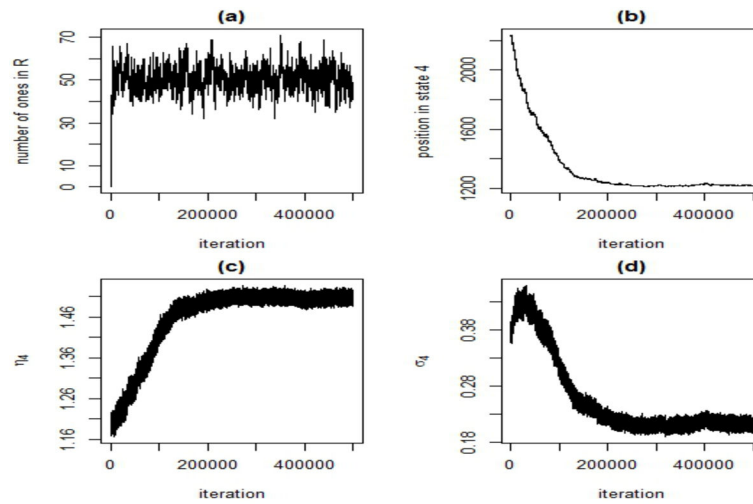 (a)
number of ones in R
0 10 30 50 70
0 200000 400000
iteration
(b)
position in state 4
1200 1600 2200
0 200000 400000
iteration
(c)
η4
1.16 1.26 1.36 1.46
0 200000 400000
iteration
(d)
σ4
0.18 0.28 0.38
0 200000 400000
iteration